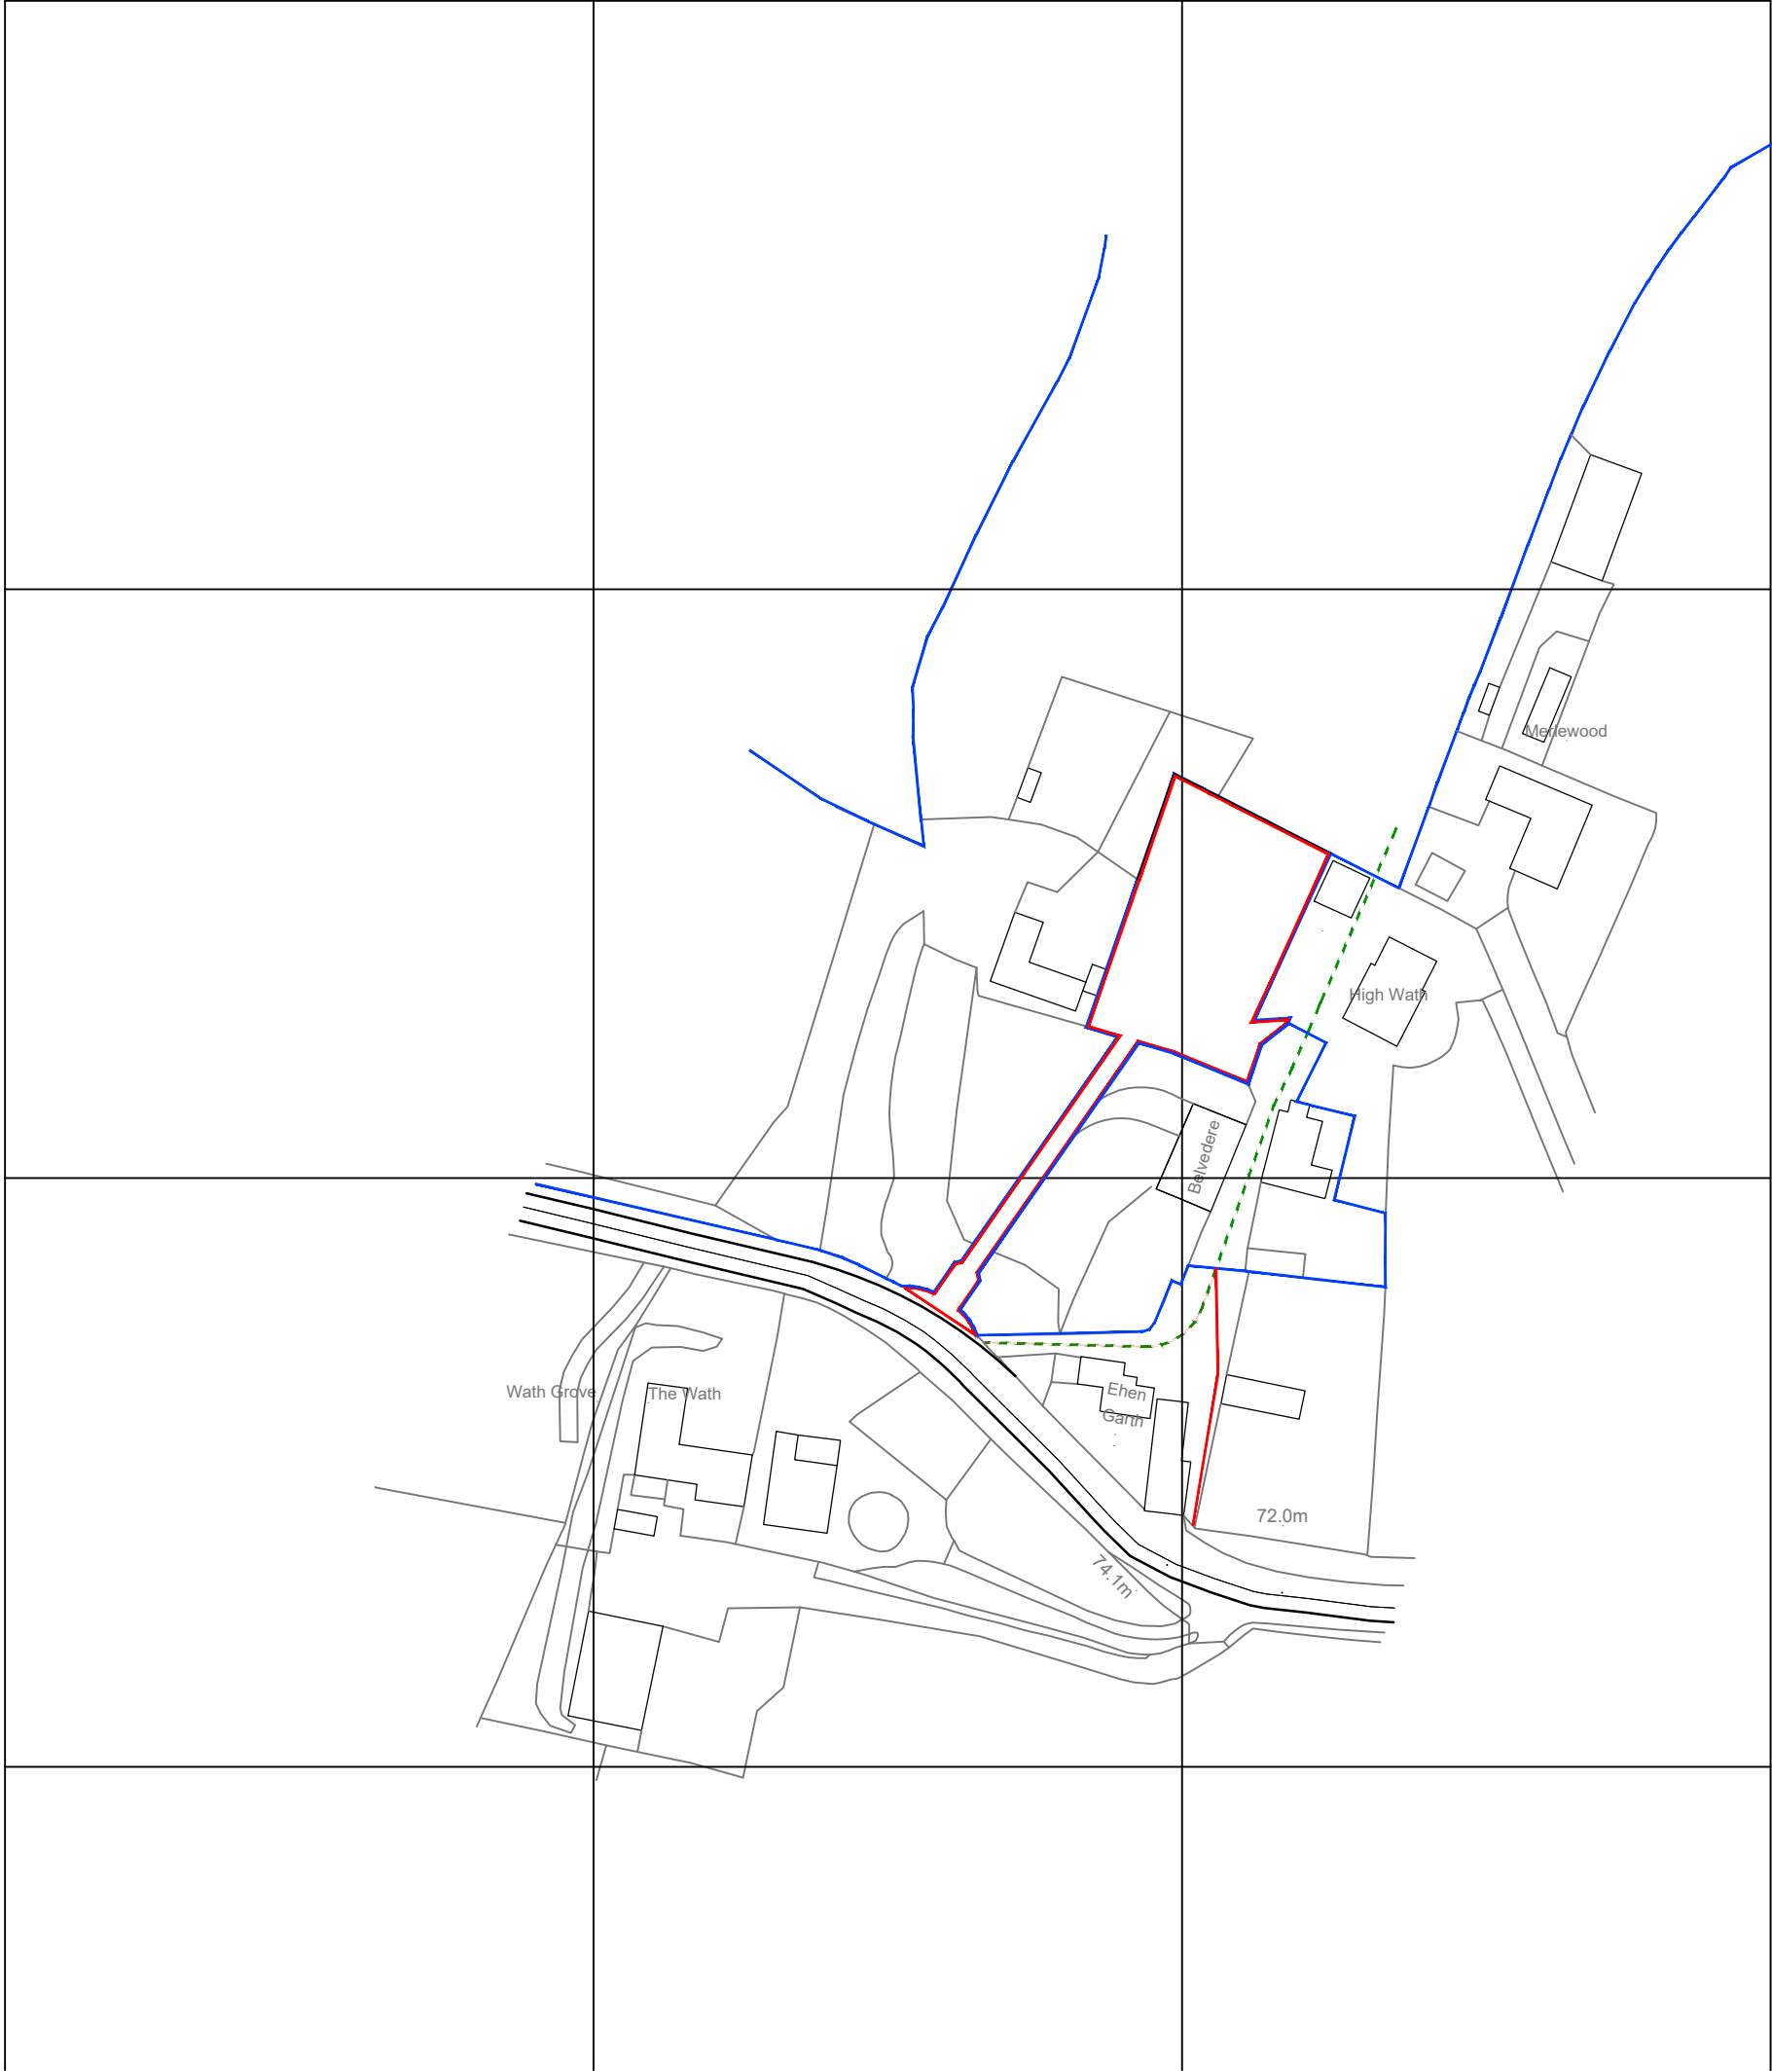 Merlewood
High Wath
Belvedere
Wath Grove
The Wath
Ehen
Garth
72.0m
74.1m